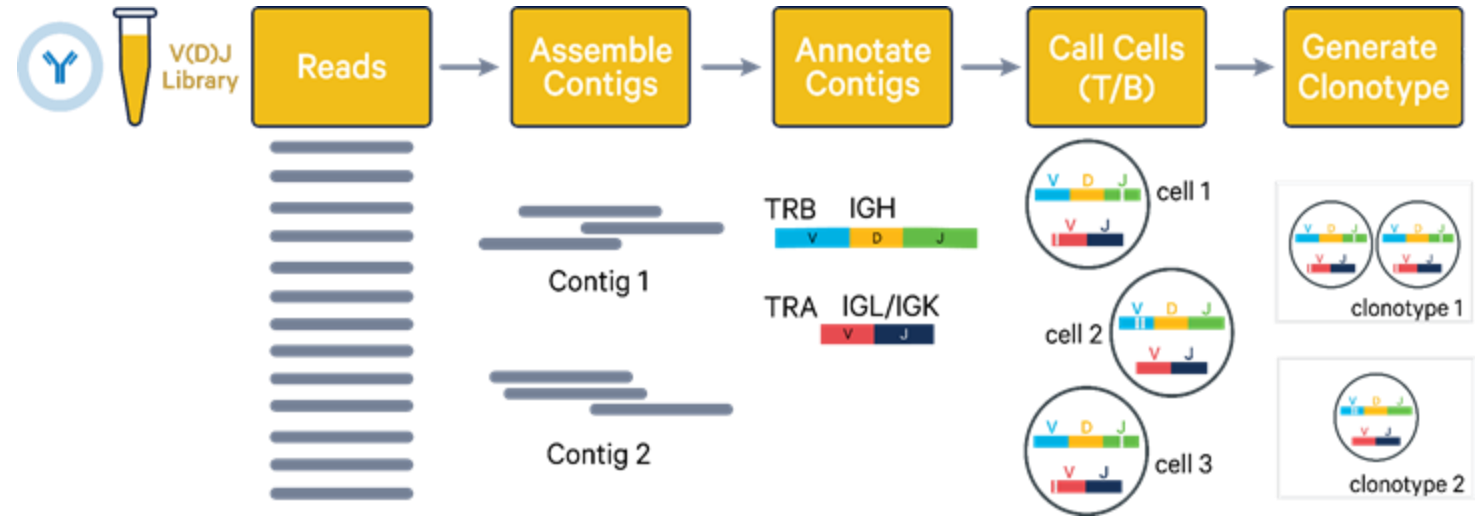 V(D)J
Library
Reads
Assemble
Contigs
Annotate
Contigs
Call Cells
(T/B)
Generate
Clonotype
Contig 1
Contig 2
TRB IGH
V D J
TRA IGL/IGK
V J
V D J
V J
cell 1
V D J
V J
cell 2
V D J
V J
cell 3
V D J V D J
V J V J
clonotype 1
V D J
V J
clonotype 2